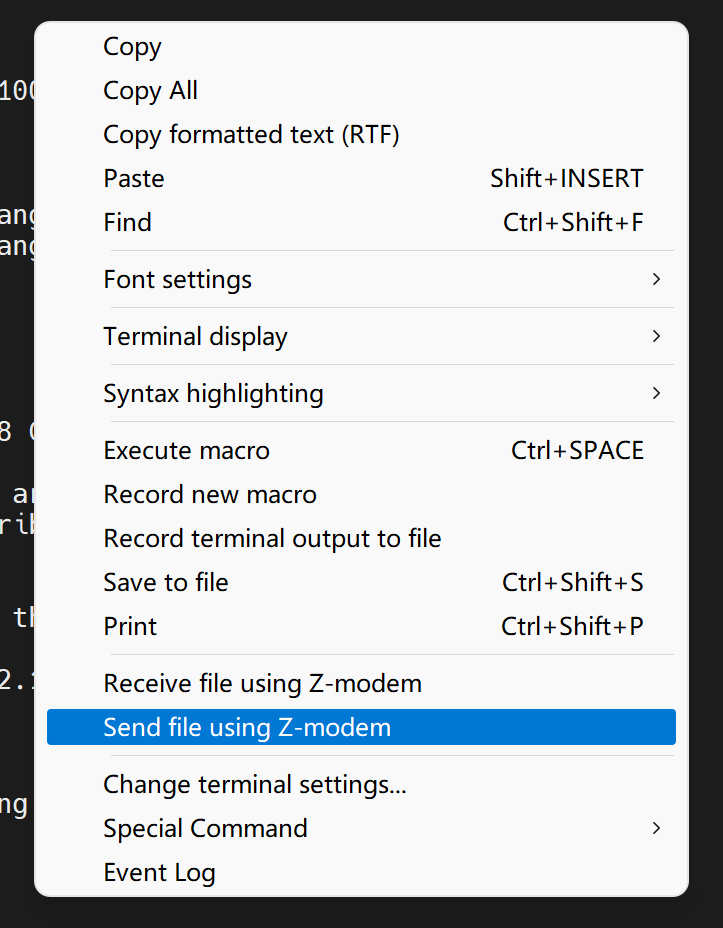 Copy
100
Copy All
Copy formatted text (RTF)
Paste Shift+INSERT
ang
Find Ctrl+Shift+F
ang
Font settings
Terminal display
Syntax highlighting
8
Execute macro Ctrl+SPACE
Record new macro
Record terminal output to file
Save to file Ctrl+Shift+S
th
Print Ctrl+Shift+P
Receive file using Z-modem
2.1
Send file using Z-modem
Change terminal settings...
ng
Special Command
Event Log